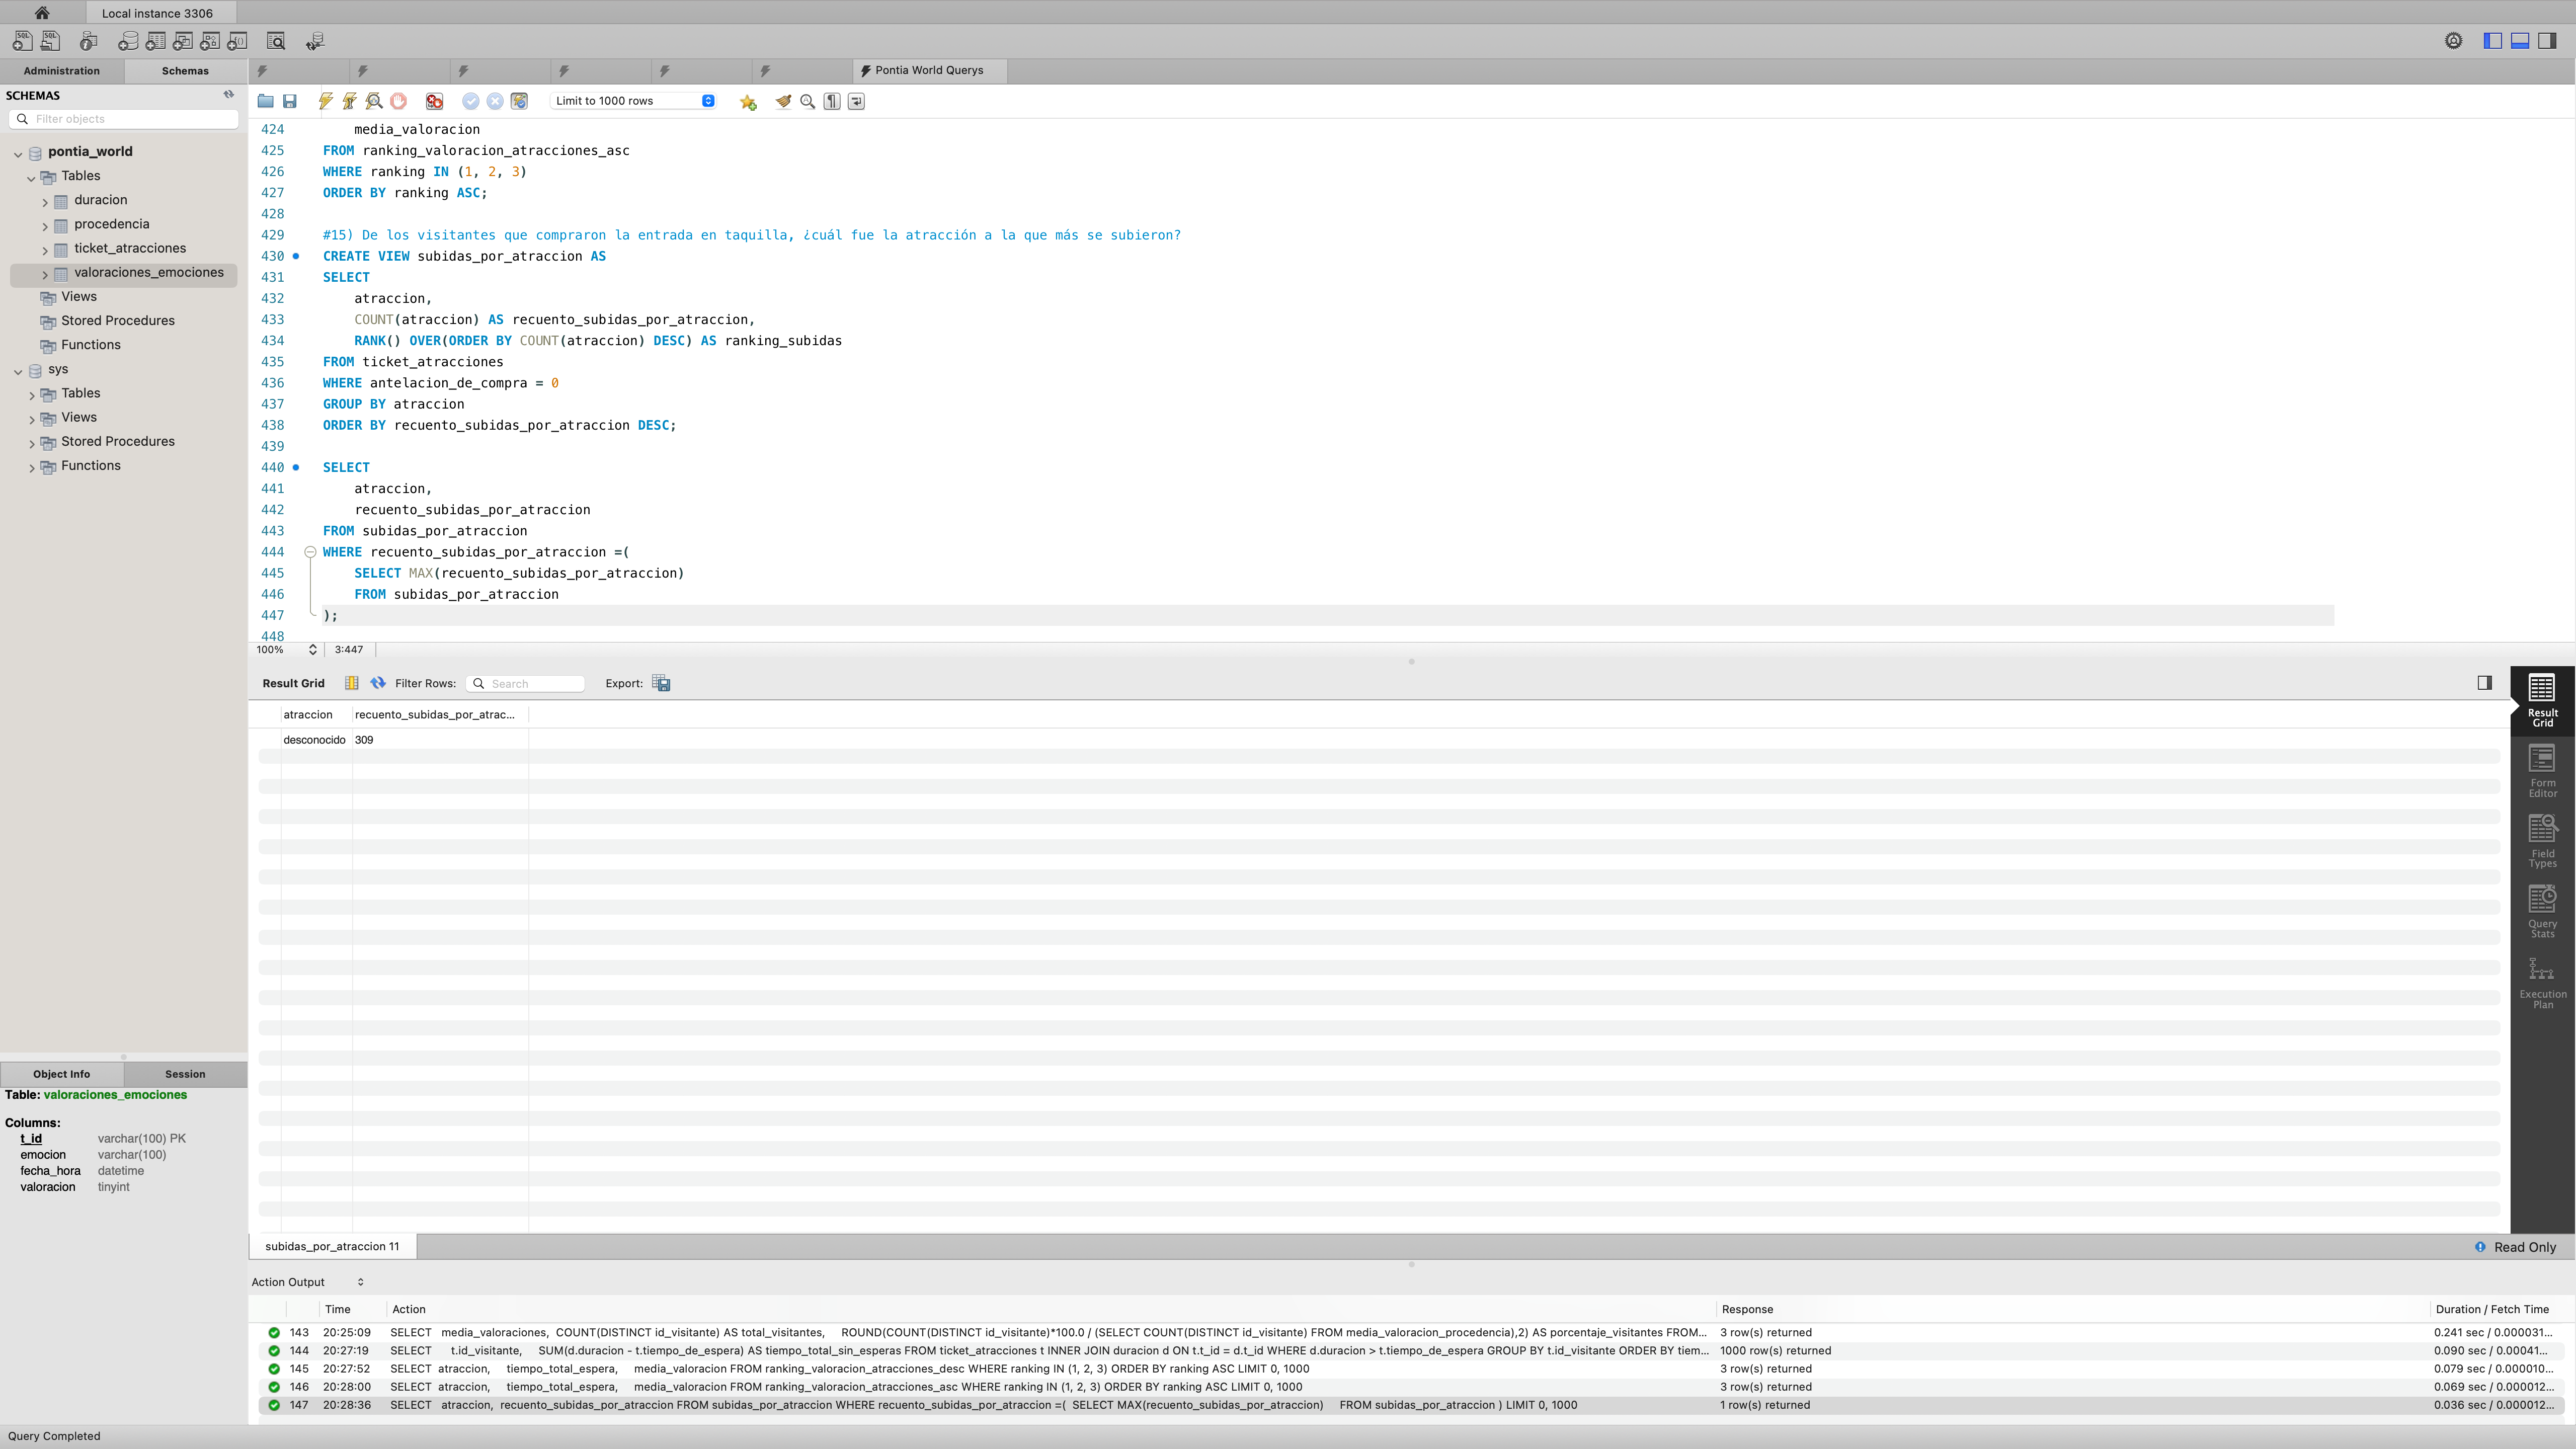 Local instance 3306
Administration
Schemas
Pontia World Querys
SCHEMAS
Filter objects
pontia_world
Tables
duracion
procedencia
ticket_atracciones
valoraciones_emociones
Views
Stored Procedures
Functions
sys
Tables
Views
Stored Procedures
Functions
Limit to 1000 rows
424 media_valoracion
425 FROM ranking_valoracion_atracciones_asc
426 WHERE ranking IN (1, 2, 3)
427 ORDER BY ranking ASC;
428
429 #15) De los visitantes que compraron la entrada en taquilla, ¿cuál fue la atracción a la que más se subieron?
430 CREATE VIEW subidas_por_atraccion AS
431 SELECT
432 atraccion,
433 COUNT(atraccion) AS recuento_subidas_por_atraccion,
434 RANK() OVER(ORDER BY COUNT(atraccion) DESC) AS ranking_subidas
435 FROM ticket_atracciones
436 WHERE antelacion_de_compra = 0
437 GROUP BY atraccion
438 ORDER BY recuento_subidas_por_atraccion DESC;
439
440 SELECT
441 atraccion,
442 recuento_subidas_por_atraccion
443 FROM subidas_por_atraccion
444 WHERE recuento_subidas_por_atraccion =(
445 SELECT MAX(recuento_subidas_por_atraccion)
446 FROM subidas_por_atraccion
447 );
448
100% 3:447
Result Grid Filter Rows: Search Export:
atraccion recuento_subidas_por_atrac...
desconocido 309
Result Grid
Form Editor
Field Types
Query Stats
Execution Plan
Object Info
Session
Table: valoraciones_emociones
Columns:
t_id varchar(100) PK
emocion varchar(100)
fecha_hora datetime
valoracion tinyint
subidas_por_atraccion 11
Read Only
Action Output
Time Action Response Duration / Fetch Time
143 20:25:09 SELECT media_valoraciones, COUNT(DISTINCT id_visitante) AS total_visitantes, ROUND(COUNT(DISTINCT id_visitante)*100.0 / (SELECT COUNT(DISTINCT id_visitante) FROM media_valoracion_procedencia),2) AS porcentaje_visitantes FROM... 3 row(s) returned 0.241 sec / 0.000031...
144 20:27:19 SELECT t.id_visitante, SUM(d.duracion - t.tiempo_de_espera) AS tiempo_total_sin_esperas FROM ticket_atracciones t INNER JOIN duracion d ON t.t_id = d.t_id WHERE d.duracion > t.tiempo_de_espera GROUP BY t.id_visitante ORDER BY tiem... 1000 row(s) returned 0.090 sec / 0.00041...
145 20:27:52 SELECT atraccion, tiempo_total_espera, media_valoracion FROM ranking_valoracion_atracciones_desc WHERE ranking IN (1, 2, 3) ORDER BY ranking ASC LIMIT 0, 1000 3 row(s) returned 0.079 sec / 0.000010...
146 20:28:00 SELECT atraccion, tiempo_total_espera, media_valoracion FROM ranking_valoracion_atracciones_asc WHERE ranking IN (1, 2, 3) ORDER BY ranking ASC LIMIT 0, 1000 3 row(s) returned 0.069 sec / 0.000012...
147 20:28:36 SELECT atraccion, recuento_subidas_por_atraccion FROM subidas_por_atraccion WHERE recuento_subidas_por_atraccion =( SELECT MAX(recuento_subidas_por_atraccion) FROM subidas_por_atraccion ) LIMIT 0, 1000 1 row(s) returned 0.036 sec / 0.000012...
Query Completed